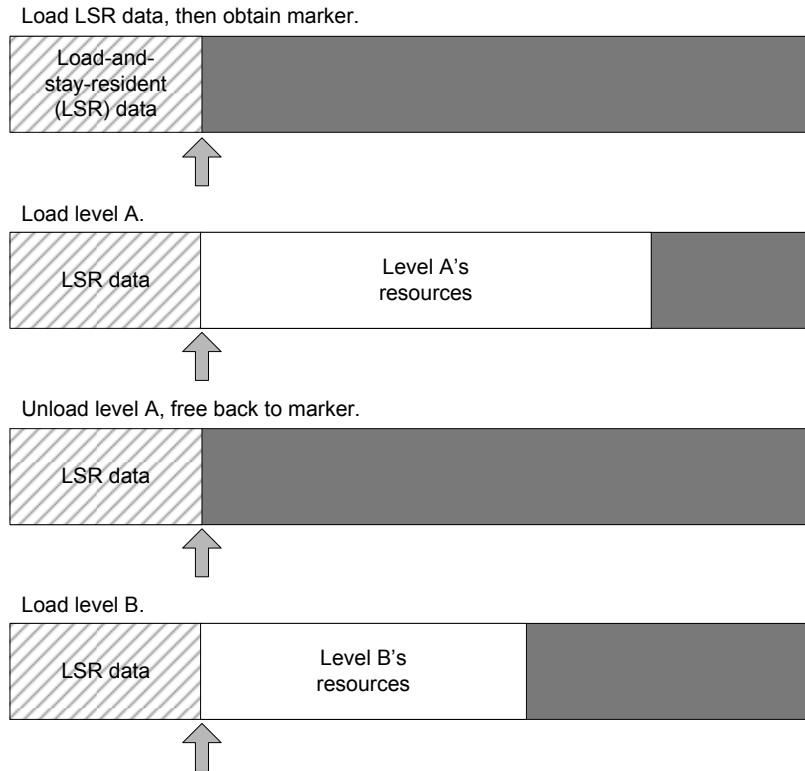 Load LSR data, then obtain marker.
Load-and-
stay-resident
(LSR) data
Load level A.
LSR data
Level A’s
resources
Unload level A, free back to marker.
LSR data
Load level B.
LSR data
Level B’s
resources